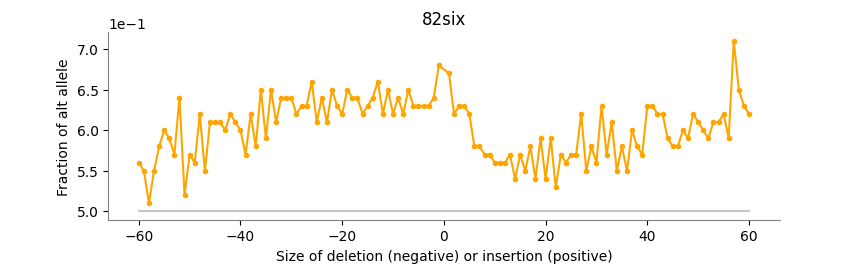 82six
1e−1
7.0
6.5
6.0
5.5
5.0
Fraction of alt allele
−60 −40 −20 0 20 40 60
Size of deletion (negative) or insertion (positive)